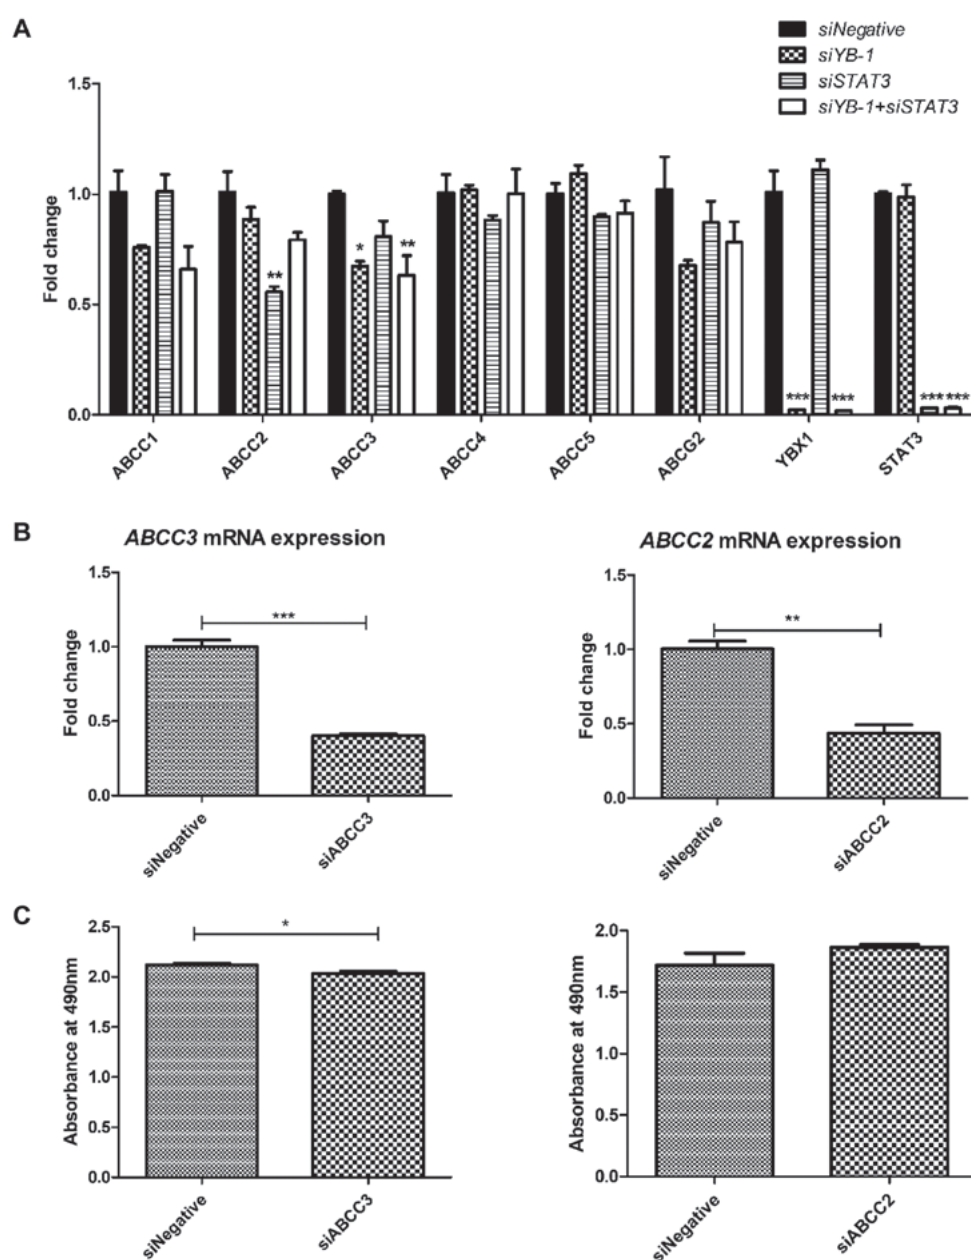 A
siNegative
siYB-1
siSTAT3
siYB-1+siSTAT3
Fold change
1.5
1.0
0.5
0.0
**
*
**
***
***
*** ***
ABCC1
ABCC2
ABCC3
ABCC4
ABCC5
ABCG2
YBX1
STAT3
B
ABCC3 mRNA expression
Fold change
1.5
1.0
0.5
0.0
***
siNegative
siABCC3
ABCC2 mRNA expression
Fold change
1.5
1.0
0.5
0.0
**
siNegative
siABCC2
C
Absorbance at 490nm
2.5
2.0
1.5
1.0
0.5
0.0
*
siNegative
siABCC3
Absorbance at 490nm
2.0
1.5
1.0
0.5
0.0
siNegative
siABCC2